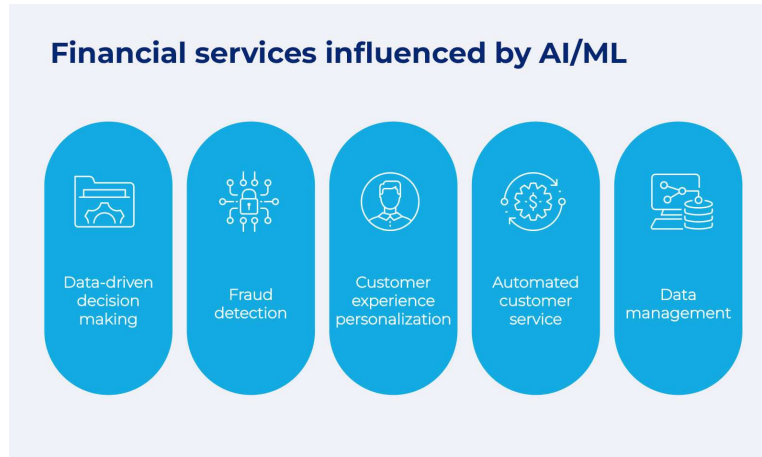 Financial services influenced by AI/ML
Data-driven
decision
making
Fraud
detection
Customer
experience
personalization
$
Automated
customer
service
Data
management